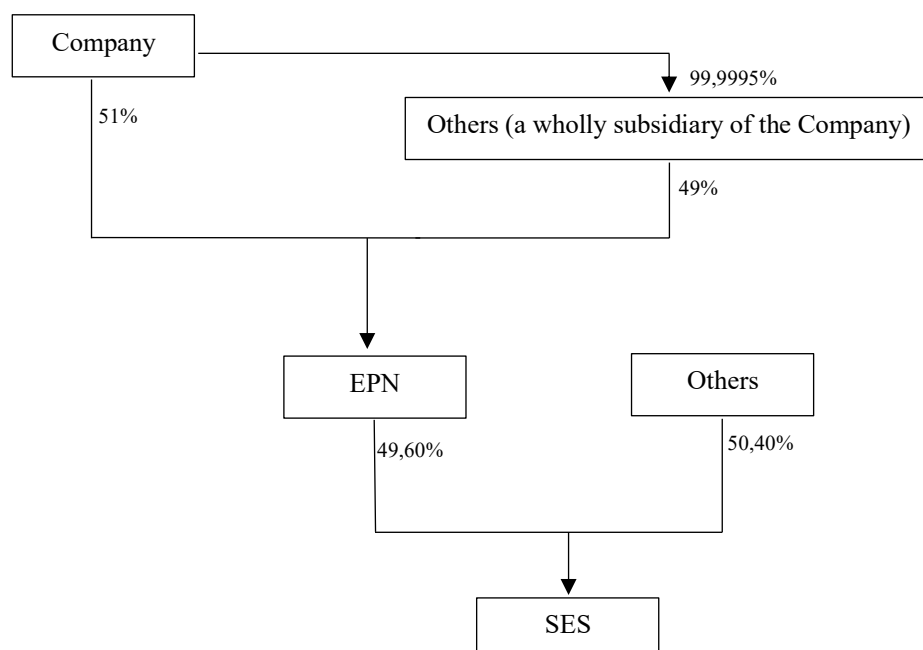 Company
99,9995%
51%
Others (a wholly subsidiary of the Company)
49%
EPN
Others
49,60%
50,40%
SES